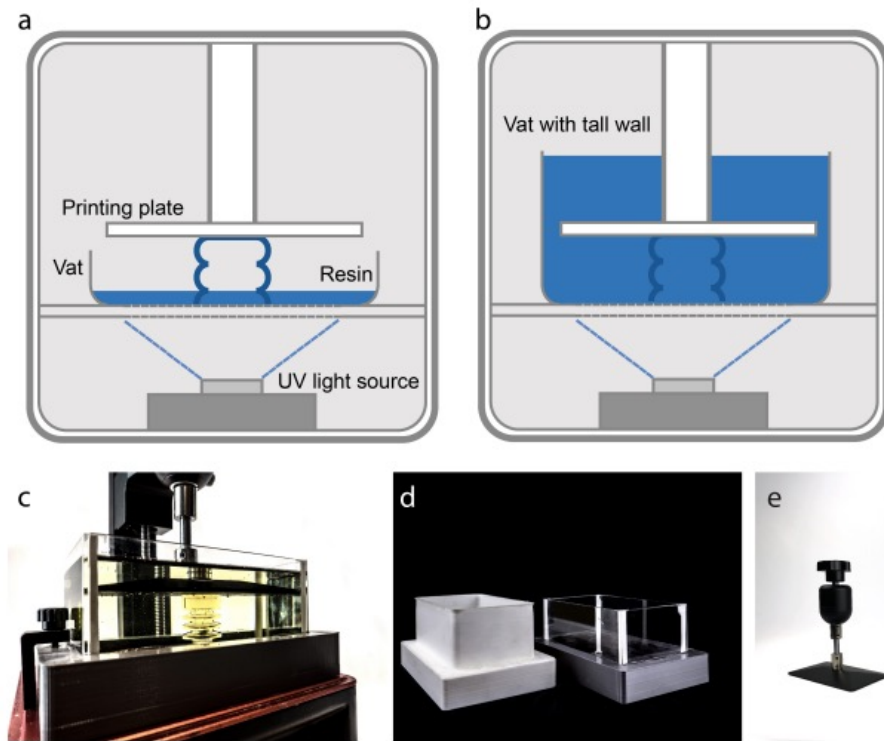 a
b
Vat with tall wall
Printing plate
Vat
Resin
UV light source
c
d
e